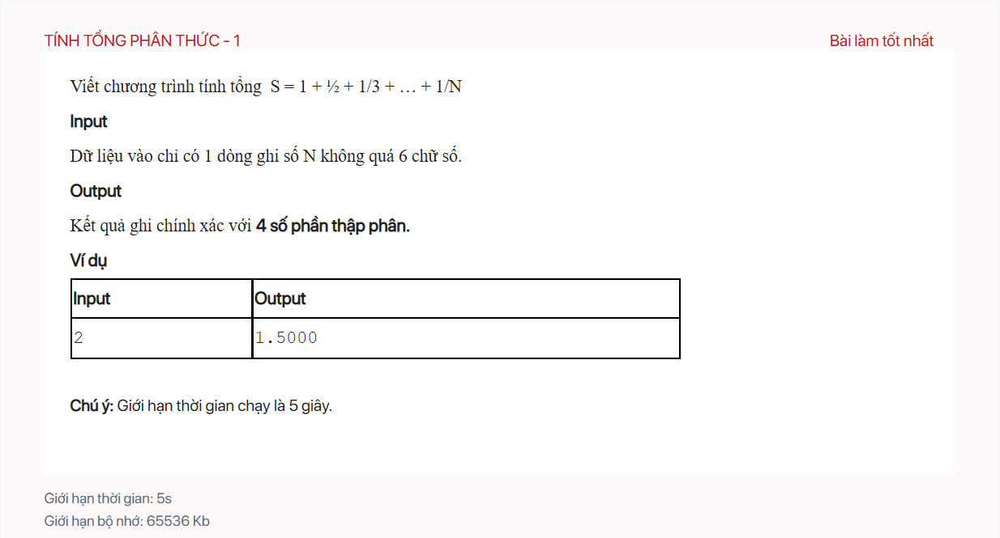 TÍNH TỔNG PHÂN THỨC - 1
Bài làm tốt nhất
Viết chương trình tính tổng S = 1 + ½ + 1/3 + … + 1/N
Input
Dữ liệu vào chỉ có 1 dòng ghi số N không quá 6 chữ số.
Output
Kết quả ghi chính xác với 4 số phần thập phân.
Ví dụ
Input Output
2 1.5000
Chú ý: Giới hạn thời gian chạy là 5 giây.
Giới hạn thời gian: 5s
Giới hạn bộ nhớ: 65536 Kb